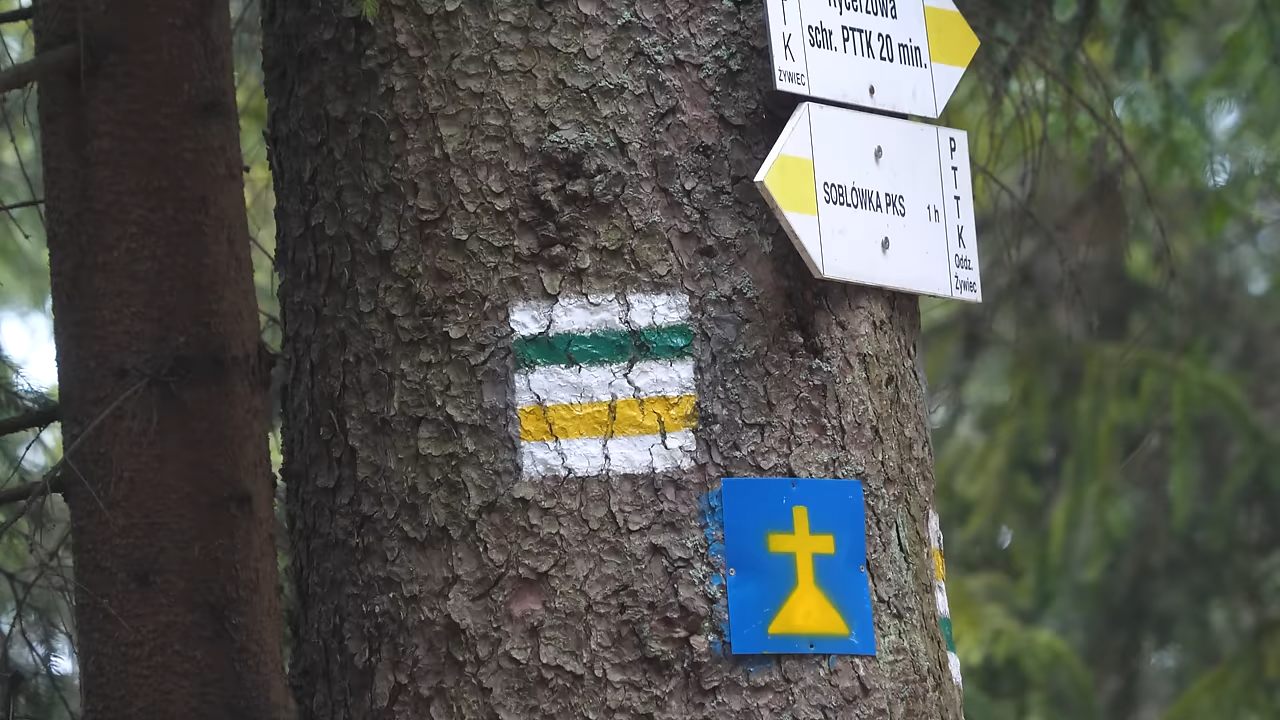 Rycerzowa
schr. PTTK 20 min.
T
K
ŻYWIEC
SOBLÓWKA PKS 1 h
P
T
T
K
Oddz.
Żywiec